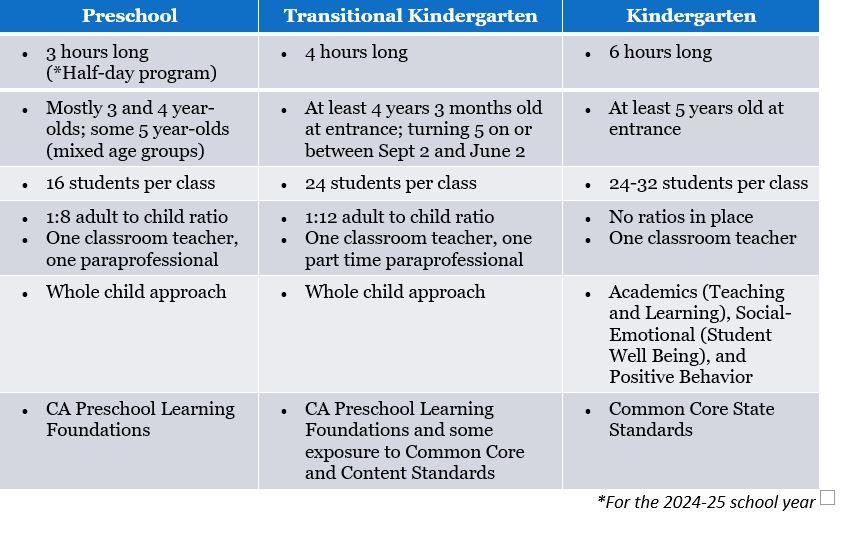 Preschool
Transitional Kindergarten
Kindergarten
• 3 hours long
(*Half-day program)
• 4 hours long
• 6 hours long
• Mostly 3 and 4 year-
olds; some 5 year-olds
(mixed age groups)
• At least 4 years 3 months old
at entrance; turning 5 on or
between Sept 2 and June 2
• At least 5 years old at
entrance
• 16 students per class
• 24 students per class
• 24-32 students per class
• 1:8 adult to child ratio
• One classroom teacher,
one paraprofessional
• 1:12 adult to child ratio
• One classroom teacher, one
part time paraprofessional
• No ratios in place
• One classroom teacher
• Whole child approach
• Whole child approach
• Academics (Teaching
and Learning), Social-
Emotional (Student
Well Being), and
Positive Behavior
• CA Preschool Learning
Foundations
• CA Preschool Learning
Foundations and some
exposure to Common Core
and Content Standards
• Common Core State
Standards
*For the 2024-25 school year